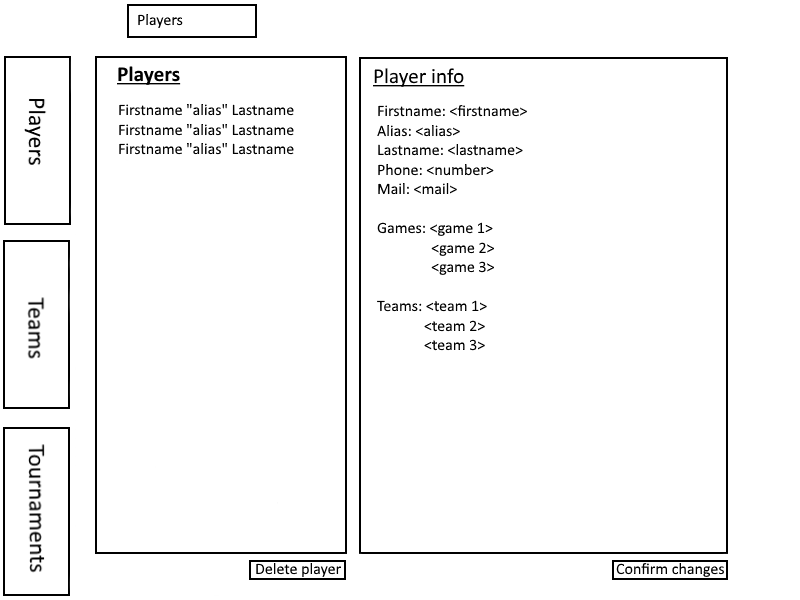 Players
Players
Teams
Tournaments
Players
Firstname "alias" Lastname
Firstname "alias" Lastname
Firstname "alias" Lastname
Delete player
Player info
Firstname: <firstname>
Alias: <alias>
Lastname: <lastname>
Phone: <number>
Mail: <mail>
Games: <game 1>
<game 2>
<game 3>
Teams: <team 1>
<team 2>
<team 3>
Confirm changes